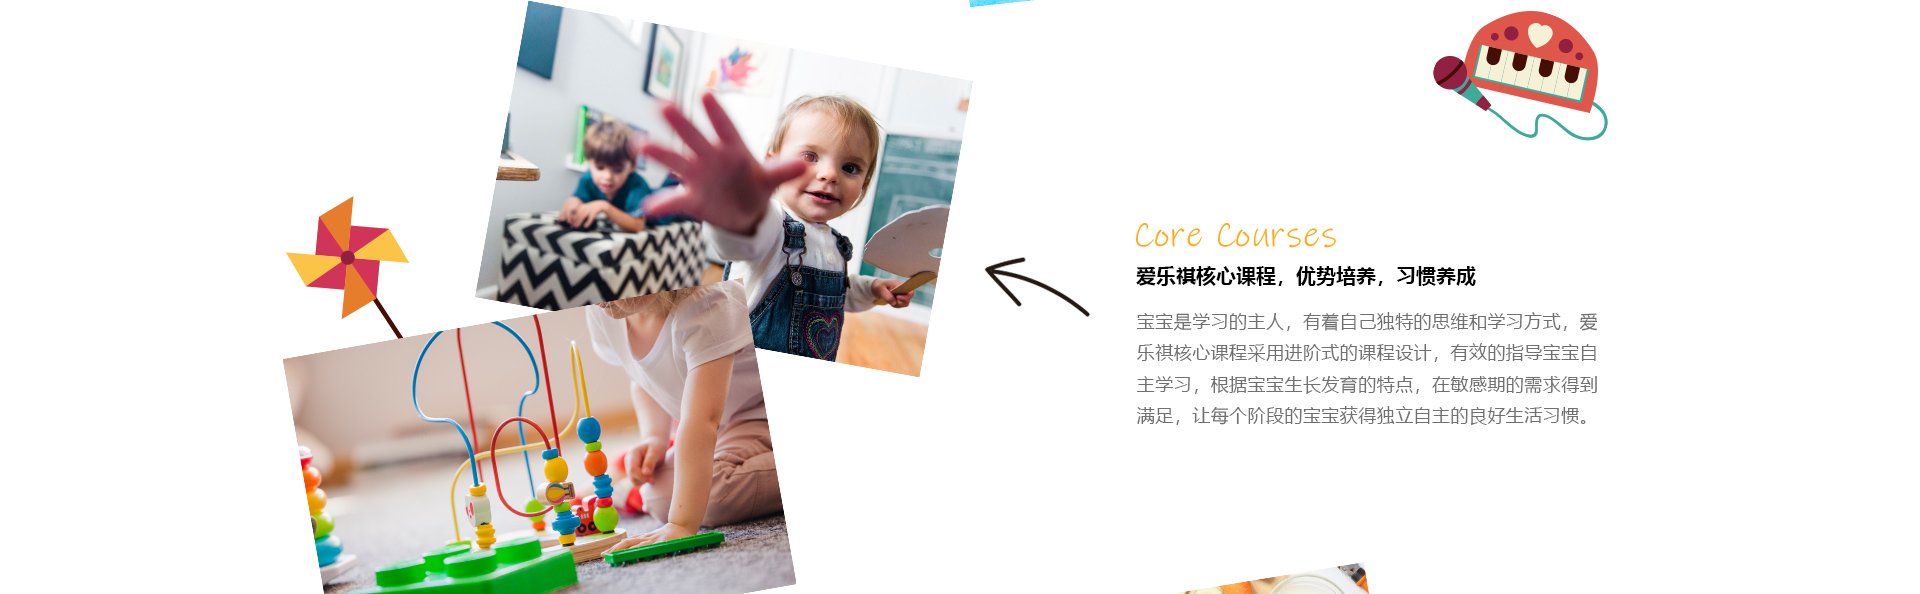 Core Courses
爱乐祺核心课程，优势培养，习惯养成
宝宝是学习的主人，有着自己独特的思维和学习方式，爱
乐祺核心课程采用进阶式的课程设计，有效的指导宝宝自
主学习，根据宝宝生长发育的特点，在敏感期的需求得到
满足，让每个阶段的宝宝获得独立自主的良好生活习惯。